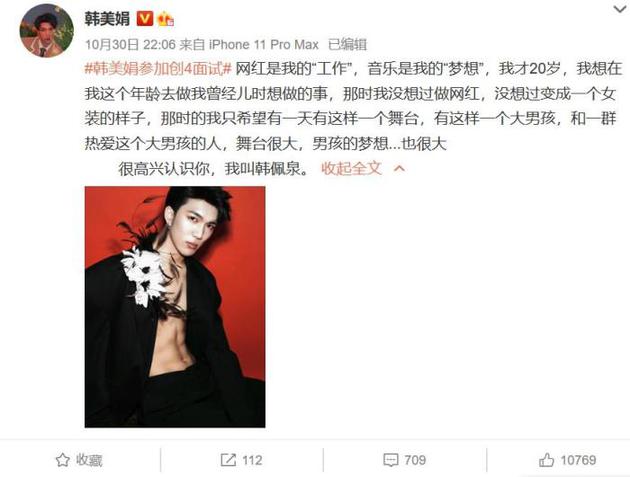 韩美娟
10月30日 22:06 来自 iPhone 11 Pro Max 已编辑
#韩美娟参加创4面试# 网红是我的“工作”，音乐是我的“梦想”，我才20岁，我想在
我这个年龄去做我曾经儿时想做的事，那时我没想过做网红，没想过变成一个女
装的样子，那时的我只希望有一天有这样一个舞台，有这样一个大男孩，和一群
热爱这个大男孩的人，舞台很大，男孩的梦想...也很大
很高兴认识你，我叫韩佩泉。 收起全文
收藏 112 709 10769